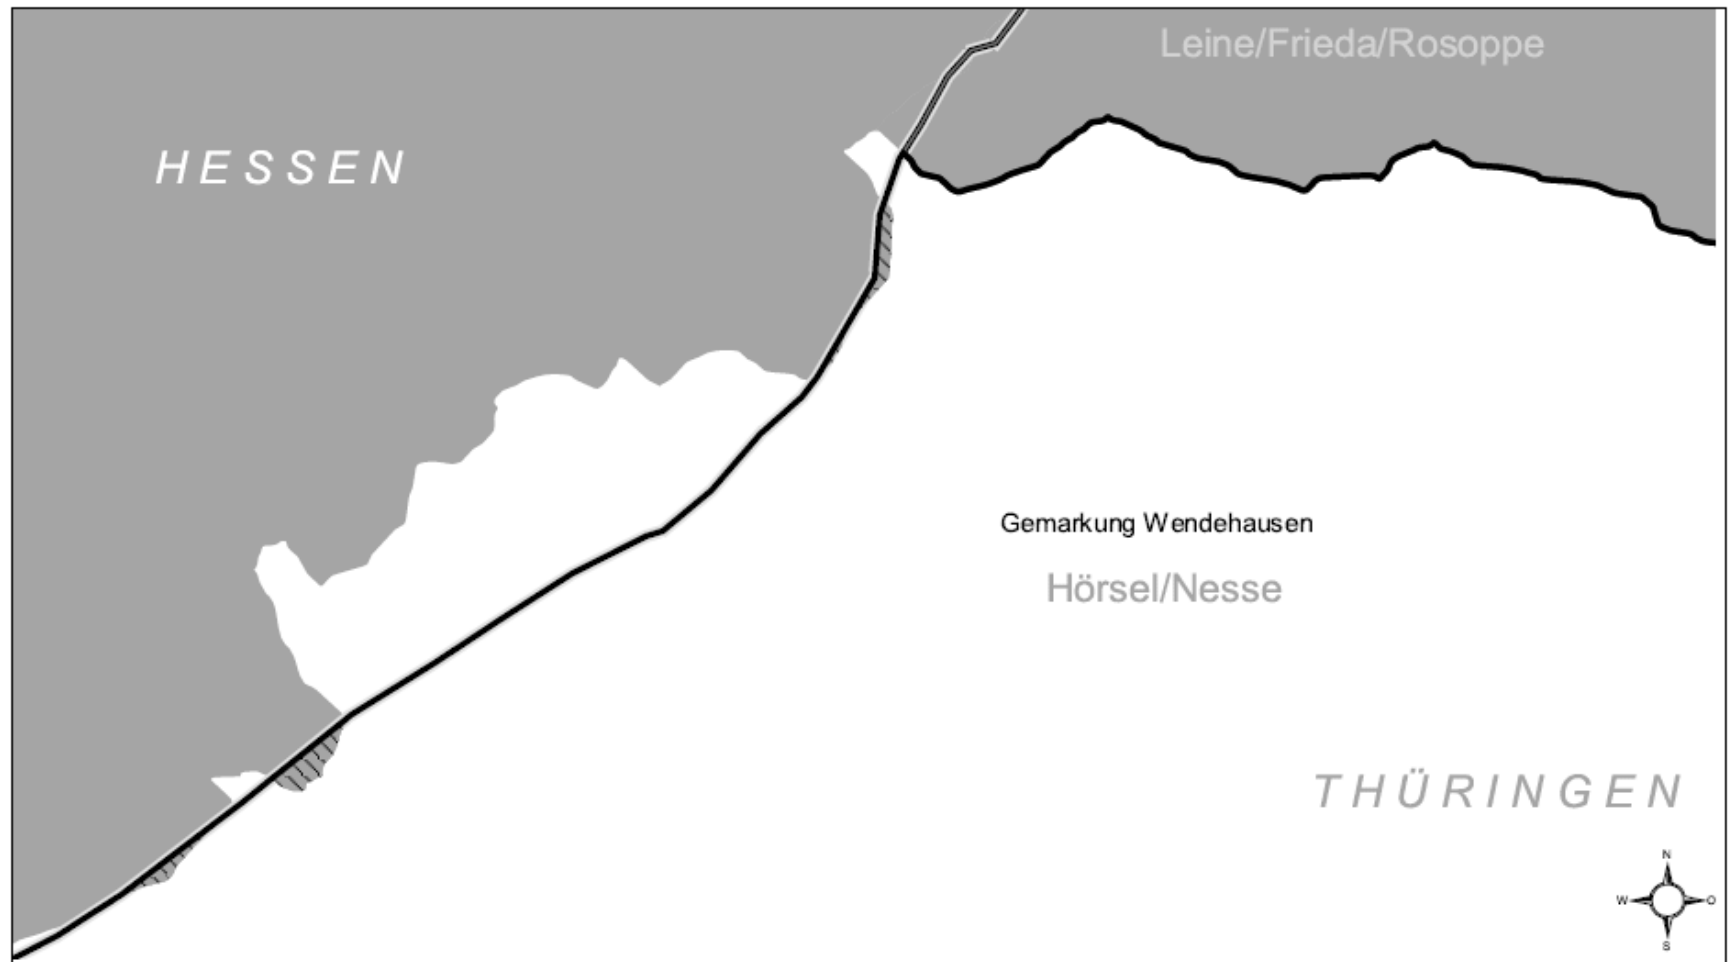 Leine/Frieda/Rosoppe
HESSEN
Gemarkung Wendehausen
Hörsel/Nesse
THÜRINGEN
N
W O
S